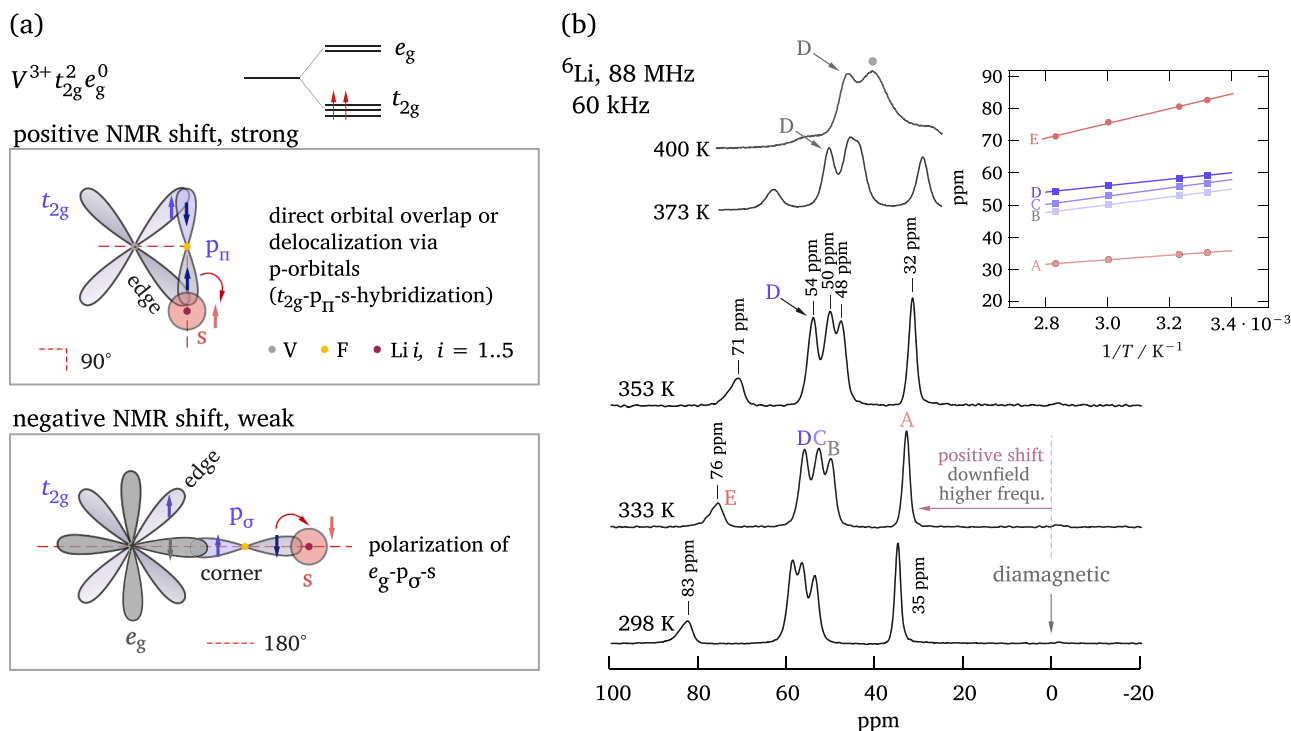 (a)
V³⁺ t₂g² eg⁰
eg
t₂g
positive NMR shift, strong
t₂g
pΠ
edge
s
90°
direct orbital overlap or
delocalization via
p-orbitals
(t₂g-pΠ-s-hybridization)
V F Li i, i = 1..5
negative NMR shift, weak
t₂g
edge
pσ
corner
s
eg
180°
polarization of
eg-pσ-s
(b)
⁶Li, 88 MHz
60 kHz
D
400 K
D
373 K
D
71 ppm
54 ppm
50 ppm
48 ppm
32 ppm
353 K
76 ppm
E
D
C
B
A
positive shift
downfield
higher frequ.
333 K
83 ppm
35 ppm
diamagnetic
298 K
100 80 60 40 20 0 -20
ppm
90
80
70
60
50
40
30
20
ppm
E
D
C
B
A
2.8 3.0 3.2 3.4 · 10⁻³
1/T / K⁻¹